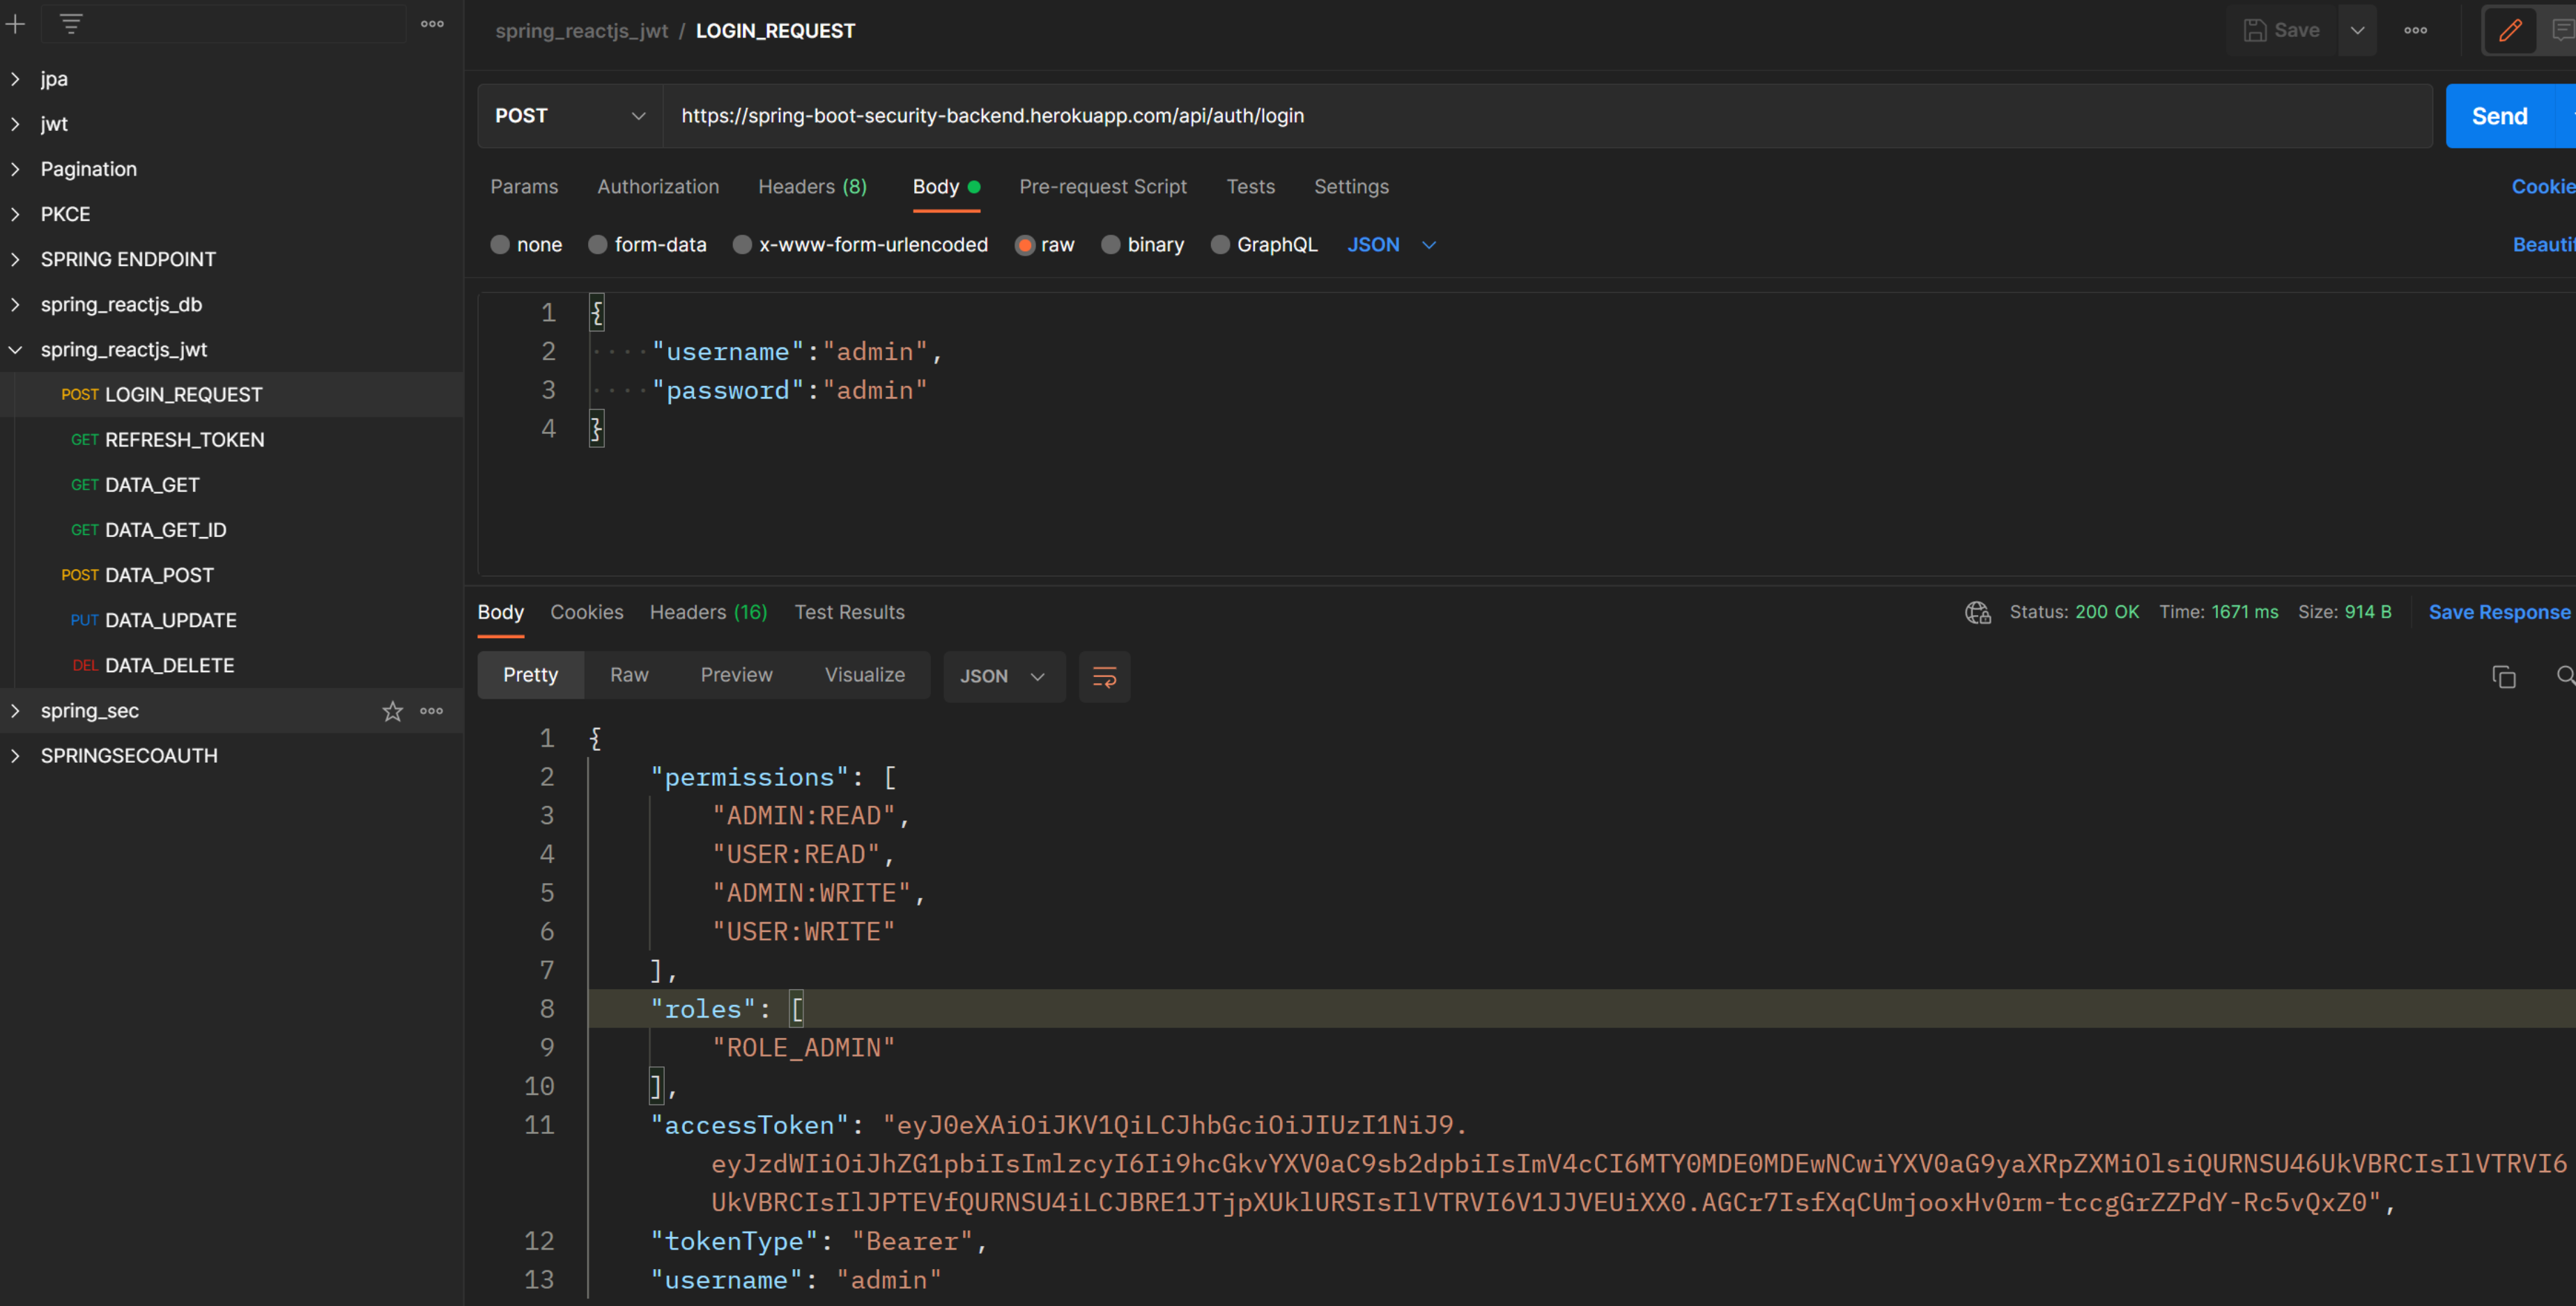 spring_reactjs_jwt / LOGIN_REQUEST
Save
jpa
jwt
Pagination
PKCE
SPRING ENDPOINT
spring_reactjs_db
spring_reactjs_jwt
POST LOGIN_REQUEST
GET REFRESH_TOKEN
GET DATA_GET
GET DATA_GET_ID
POST DATA_POST
PUT DATA_UPDATE
DEL DATA_DELETE
spring_sec
SPRINGSECOAUTH
POST https://spring-boot-security-backend.herokuapp.com/api/auth/login Send
Params Authorization Headers (8) Body Pre-request Script Tests Settings Cookie
none form-data x-www-form-urlencoded raw binary GraphQL JSON Beautif
1 {
2 "username":"admin",
3 "password":"admin"
4 }
Body Cookies Headers (16) Test Results Status: 200 OK Time: 1671 ms Size: 914 B Save Response
Pretty Raw Preview Visualize JSON
1 {
2 "permissions": [
3 "ADMIN:READ",
4 "USER:READ",
5 "ADMIN:WRITE",
6 "USER:WRITE"
7 ],
8 "roles": [
9 "ROLE_ADMIN"
10 ],
11 "accessToken": "eyJ0eXAiOiJKV1QiLCJhbGciOiJIUzI1NiJ9.
eyJzdWIiOiJhZG1pbiIsImlzcyI6Ii9hcGkvYXV0aC9sb2dpbiIsImV4cCI6MTY0MDE0MDEwNCwiYXV0aG9yaXRpZXMiOlsiQURNSU46UkVBRCIsIlVTRVI6
UkVBRCIsIlJPTEVfQURNSU4iLCJBRE1JTjpXUklURSIsIlVTRVI6V1JJVEUiXX0.AGCr7IsfXqCUmjooxHv0rm-tccgGrZZPdY-Rc5vQxZ0",
12 "tokenType": "Bearer",
13 "username": "admin"